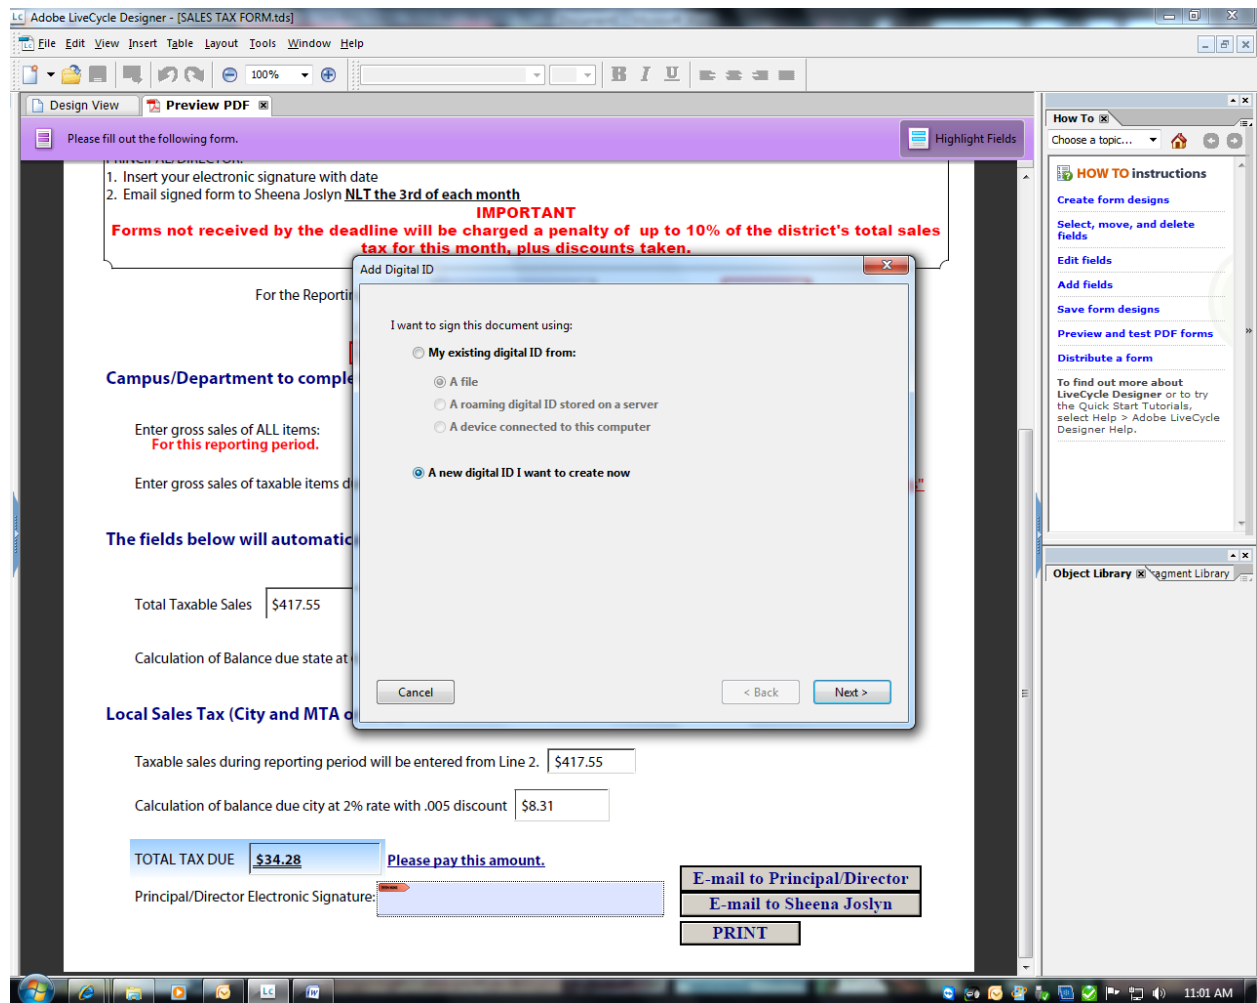 Adobe LiveCycle Designer - [SALES TAX FORM.tds]
File Edit View Insert Table Layout Tools Window Help
100%
Design View Preview PDF
Please fill out the following form.
Highlight Fields
PRINCIPAL/DIRECTOR:
1. Insert your electronic signature with date
2. Email signed form to Sheena Joslyn NLT the 3rd of each month
IMPORTANT
Forms not received by the deadline will be charged a penalty of up to 10% of the district's total sales
tax for this month, plus discounts taken.
For the Reportin
Campus/Department to comple
Enter gross sales of ALL items:
For this reporting period.
Enter gross sales of taxable items d
The fields below will automatic
Total Taxable Sales $417.55
Calculation of Balance due state at
Local Sales Tax (City and MTA o
Taxable sales during reporting period will be entered from Line 2. $417.55
Calculation of balance due city at 2% rate with .005 discount $8.31
TOTAL TAX DUE $34.28 Please pay this amount.
Principal/Director Electronic Signature:
E-mail to Principal/Director
E-mail to Sheena Joslyn
PRINT
Add Digital ID
I want to sign this document using:
My existing digital ID from:
A file
A roaming digital ID stored on a server
A device connected to this computer
A new digital ID I want to create now
Cancel
< Back
Next >
How To
Choose a topic...
HOW TO instructions
Create form designs
Select, move, and delete
fields
Edit fields
Add fields
Save form designs
Preview and test PDF forms
Distribute a form
To find out more about
LiveCycle Designer or to try
the Quick Start Tutorials,
select Help > Adobe LiveCycle
Designer Help.
Object Library ragment Library
11:01 AM